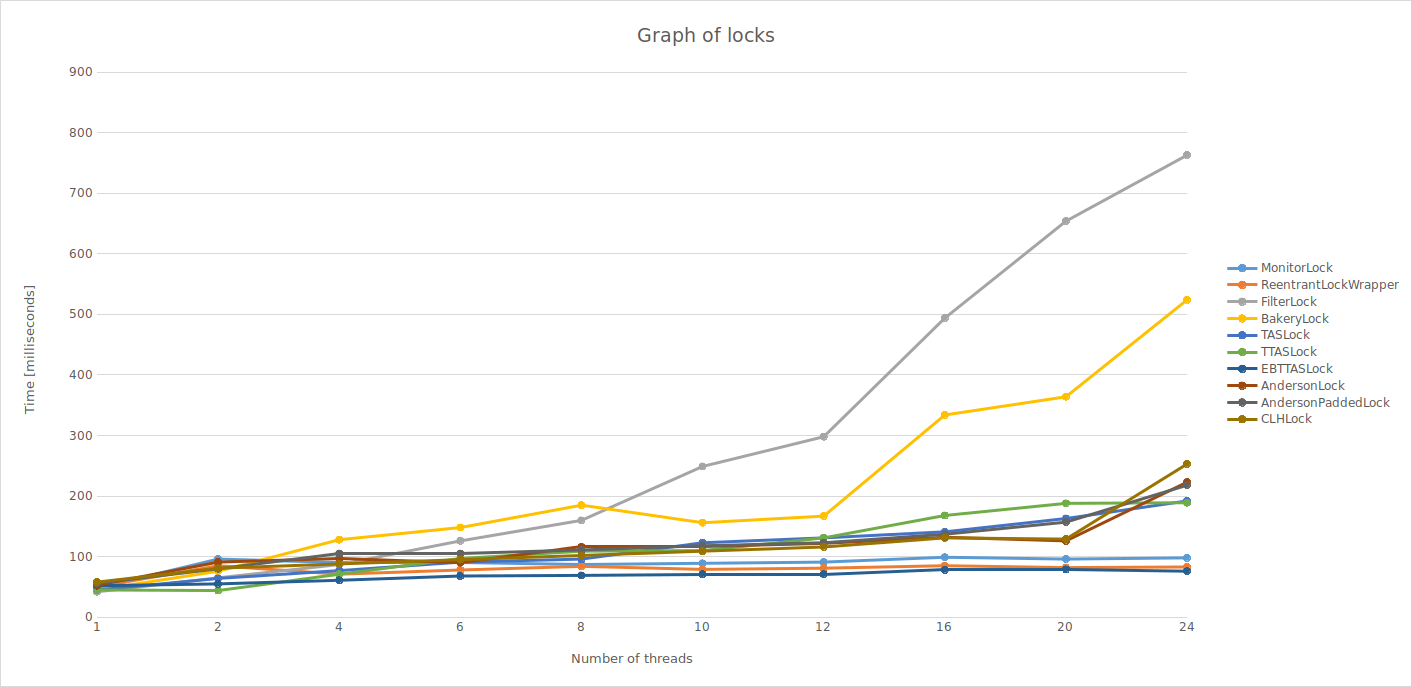 Graph of locks
900
800
700
600
500
400
300
200
100
0
Time [milliseconds]
1 2 4 6 8 10 12 16 20 24
Number of threads
MonitorLock
ReentrantLockWrapper
FilterLock
BakeryLock
TASLock
TTASLock
EBTTASLock
AndersonLock
AndersonPaddedLock
CLHLock